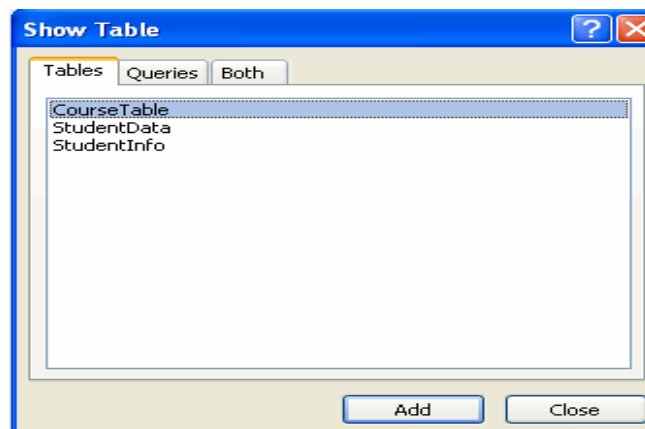 Show Table
Tables Queries Both
CourseTable
StudentData
StudentInfo
Add Close